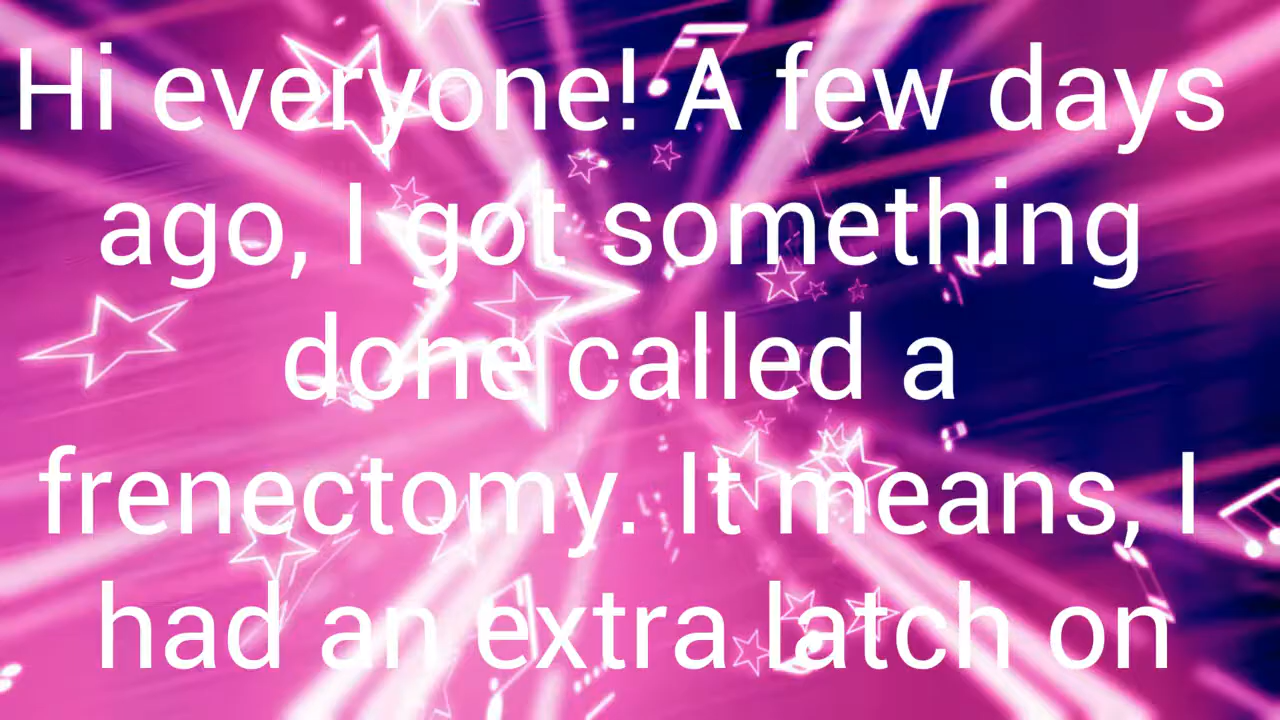 Hi everyone! A few days
ago, I got something
done called a
frenectomy. It means, I
had an extra latch on